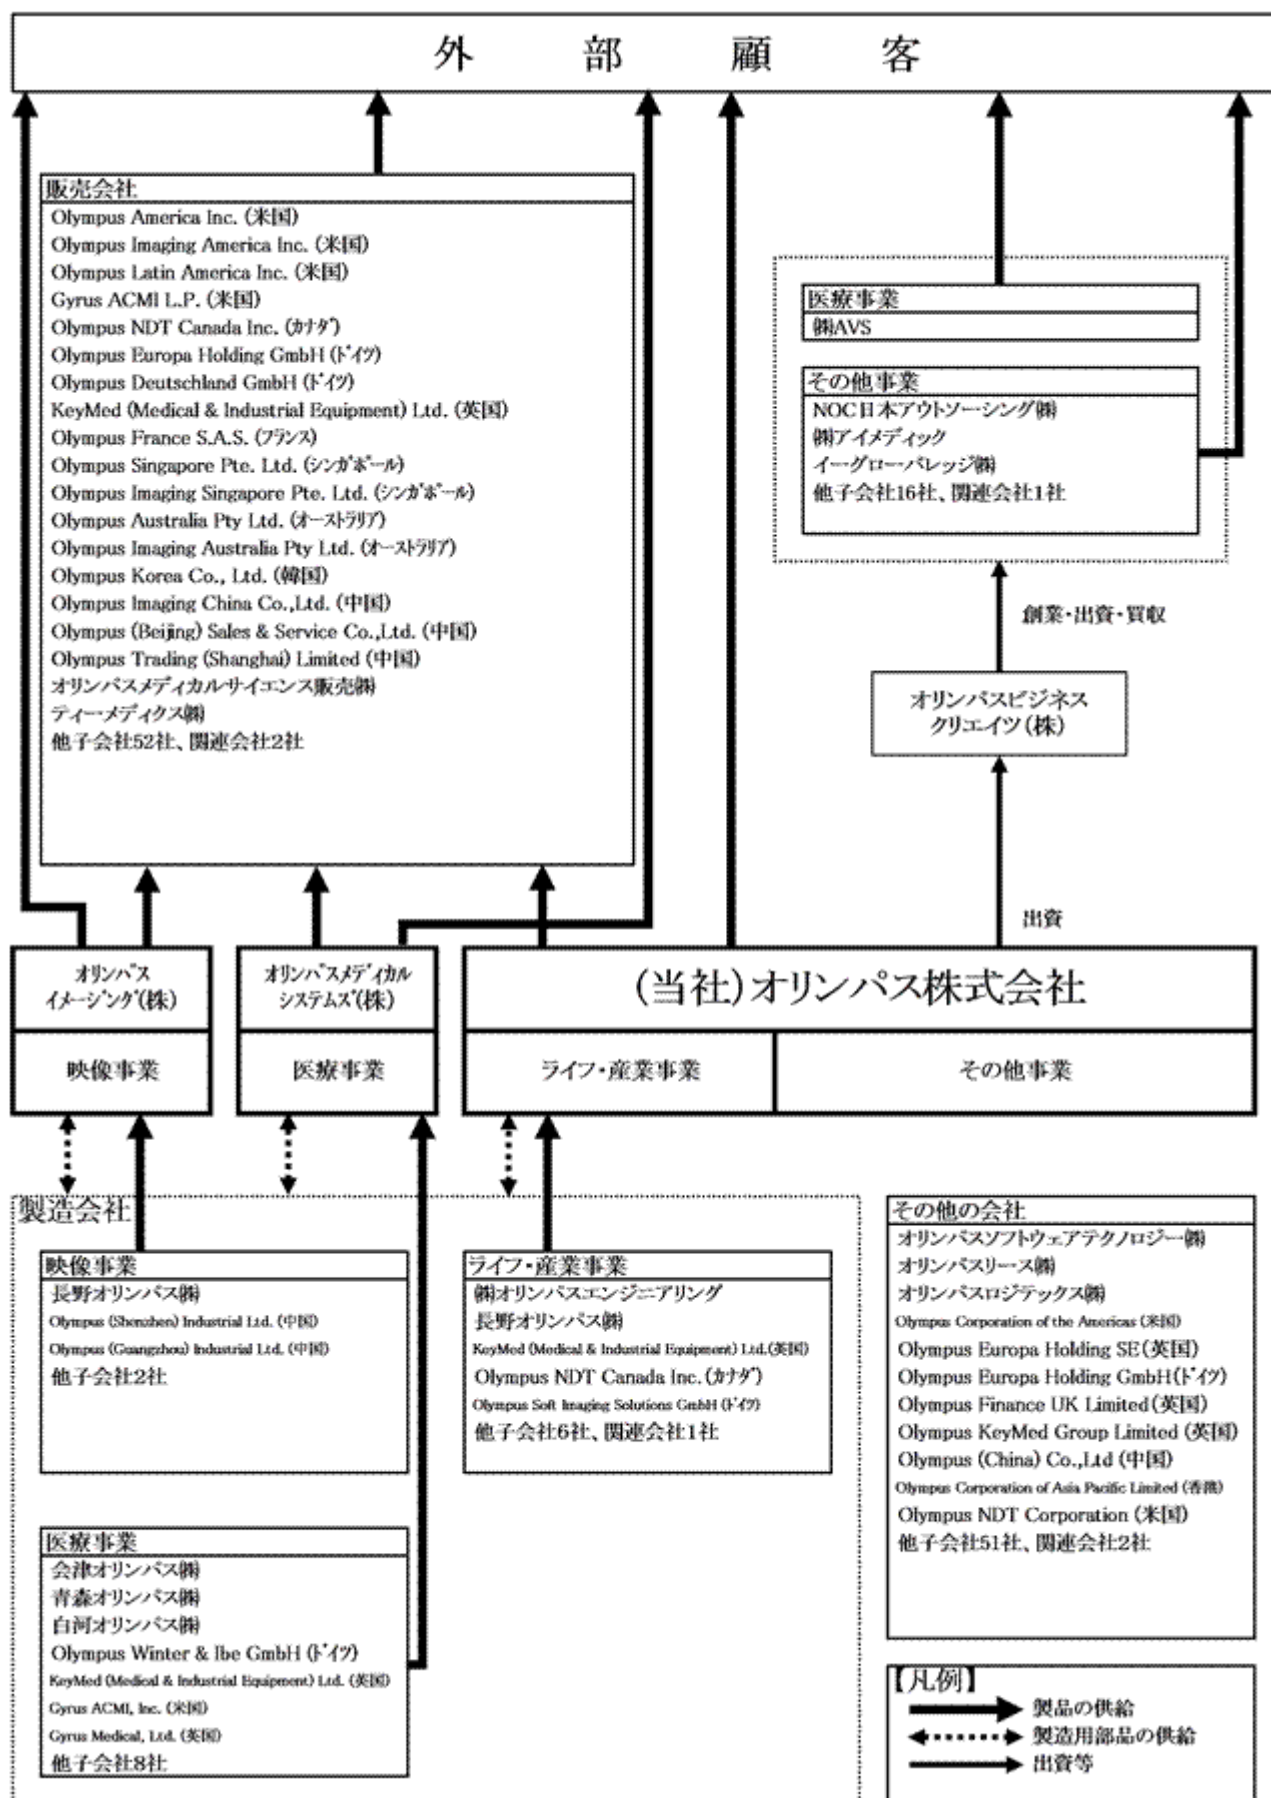 外部顧客
販売会社
Olympus America Inc. (米国)
Olympus Imaging America Inc. (米国)
Olympus Latin America Inc. (米国)
Gyrus ACMI L.P. (米国)
Olympus NDT Canada Inc. (ｶﾅﾀﾞ)
Olympus Europa Holding GmbH (ﾄﾞｲﾂ)
Olympus Deutschland GmbH (ﾄﾞｲﾂ)
KeyMed (Medical & Industrial Equipment) Ltd. (英国)
Olympus France S.A.S. (ﾌﾗﾝｽ)
Olympus Singapore Pte. Ltd. (ｼﾝｶﾞﾎﾟｰﾙ)
Olympus Imaging Singapore Pte. Ltd. (ｼﾝｶﾞﾎﾟｰﾙ)
Olympus Australia Pty Ltd. (ｵｰｽﾄﾗﾘｱ)
Olympus Imaging Australia Pty Ltd. (ｵｰｽﾄﾗﾘｱ)
Olympus Korea Co., Ltd. (韓国)
Olympus Imaging China Co.,Ltd. (中国)
Olympus (Beijing) Sales & Service Co.,Ltd. (中国)
Olympus Trading (Shanghai) Limited (中国)
オリンパスメディカルサイエンス販売㈱
ティーメディクス㈱
他子会社52社、関連会社2社
医療事業
㈱AVS
その他事業
NOC日本アウトソーシング㈱
㈱アイメディック
イーグローバレッジ㈱
他子会社16社、関連会社1社
創業・出資・買収
オリンパスビジネス
クリエイツ(株)
出資
オリンパス
イメージング(株)
映像事業
オリンパスメディカル
システムズ(株)
医療事業
(当社)オリンパス株式会社
ライフ・産業事業
その他事業
製造会社
映像事業
長野オリンパス㈱
Olympus (Shenzhen) Industrial Ltd. (中国)
Olympus (Guangzhou) Industrial Ltd. (中国)
他子会社2社
ライフ・産業事業
㈱オリンパスエンジニアリング
長野オリンパス㈱
KeyMed (Medical & Industrial Equipment) Ltd.(英国)
Olympus NDT Canada Inc. (ｶﾅﾀﾞ)
Olympus Soft Imaging Solutions GmbH (ﾄﾞｲﾂ)
他子会社6社、関連会社1社
医療事業
会津オリンパス㈱
青森オリンパス㈱
白河オリンパス㈱
Olympus Winter & Ibe GmbH (ﾄﾞｲﾂ)
KeyMed (Medical & Industrial Equipment) Ltd. (英国)
Gyrus ACMI, Inc. (米国)
Gyrus Medical, Ltd. (英国)
他子会社8社
その他の会社
オリンパスソフトウェアテクノロジー㈱
オリンパスリース㈱
オリンパスロジテックス㈱
Olympus Corporation of the Americas (米国)
Olympus Europa Holding SE(英国)
Olympus Europa Holding GmbH(ﾄﾞｲﾂ)
Olympus Finance UK Limited(英国)
Olympus KeyMed Group Limited (英国)
Olympus (China) Co.,Ltd (中国)
Olympus Corporation of Asia Pacific Limited (香港)
Olympus NDT Corporation (米国)
他子会社51社、関連会社2社
【凡例】
製品の供給
製造用部品の供給
出資等